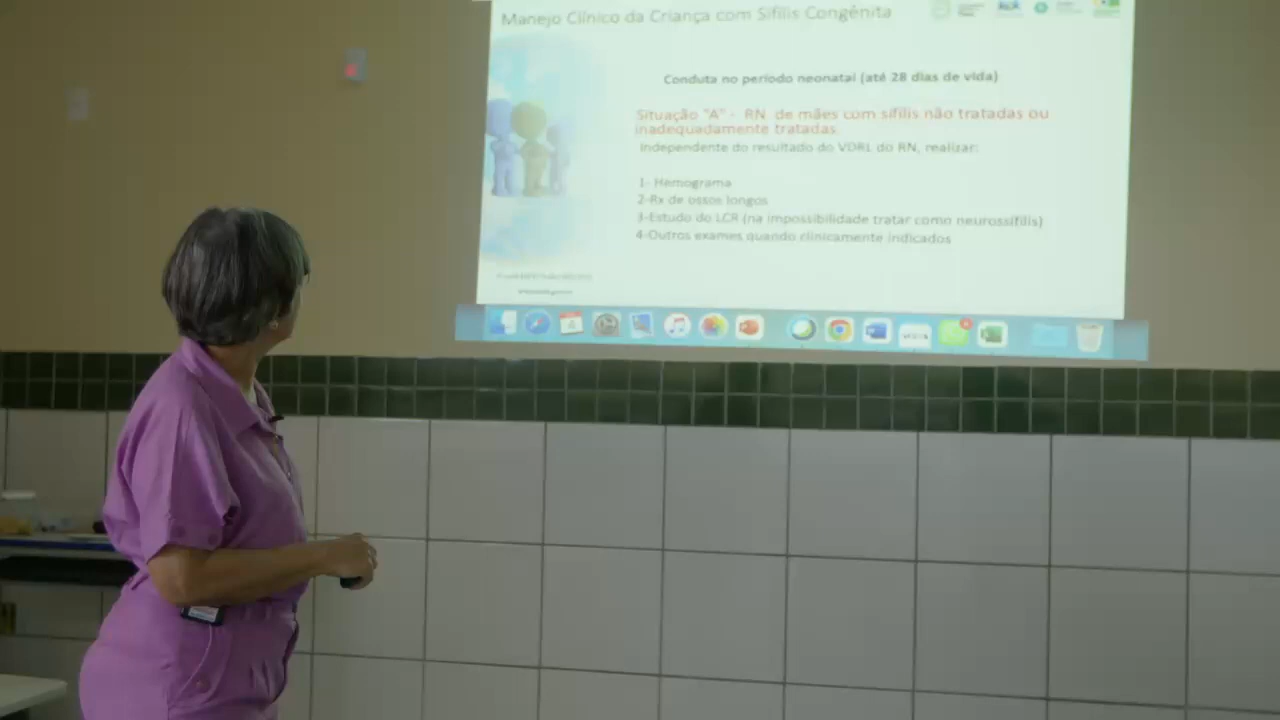 Manejo Clínico da Criança com Sífilis Congênita
Conduta no período neonatal (até 28 dias de vida)
Situação "A" - RN de mães com sífilis não tratadas ou
inadequadamente tratadas.
Independente do resultado do VDRL do RN, realizar:
1- Hemograma
2-Rx de ossos longos
3-Estudo do LCR (na impossibilidade tratar como neurossífilis)
4-Outros exames quando clinicamente indicados